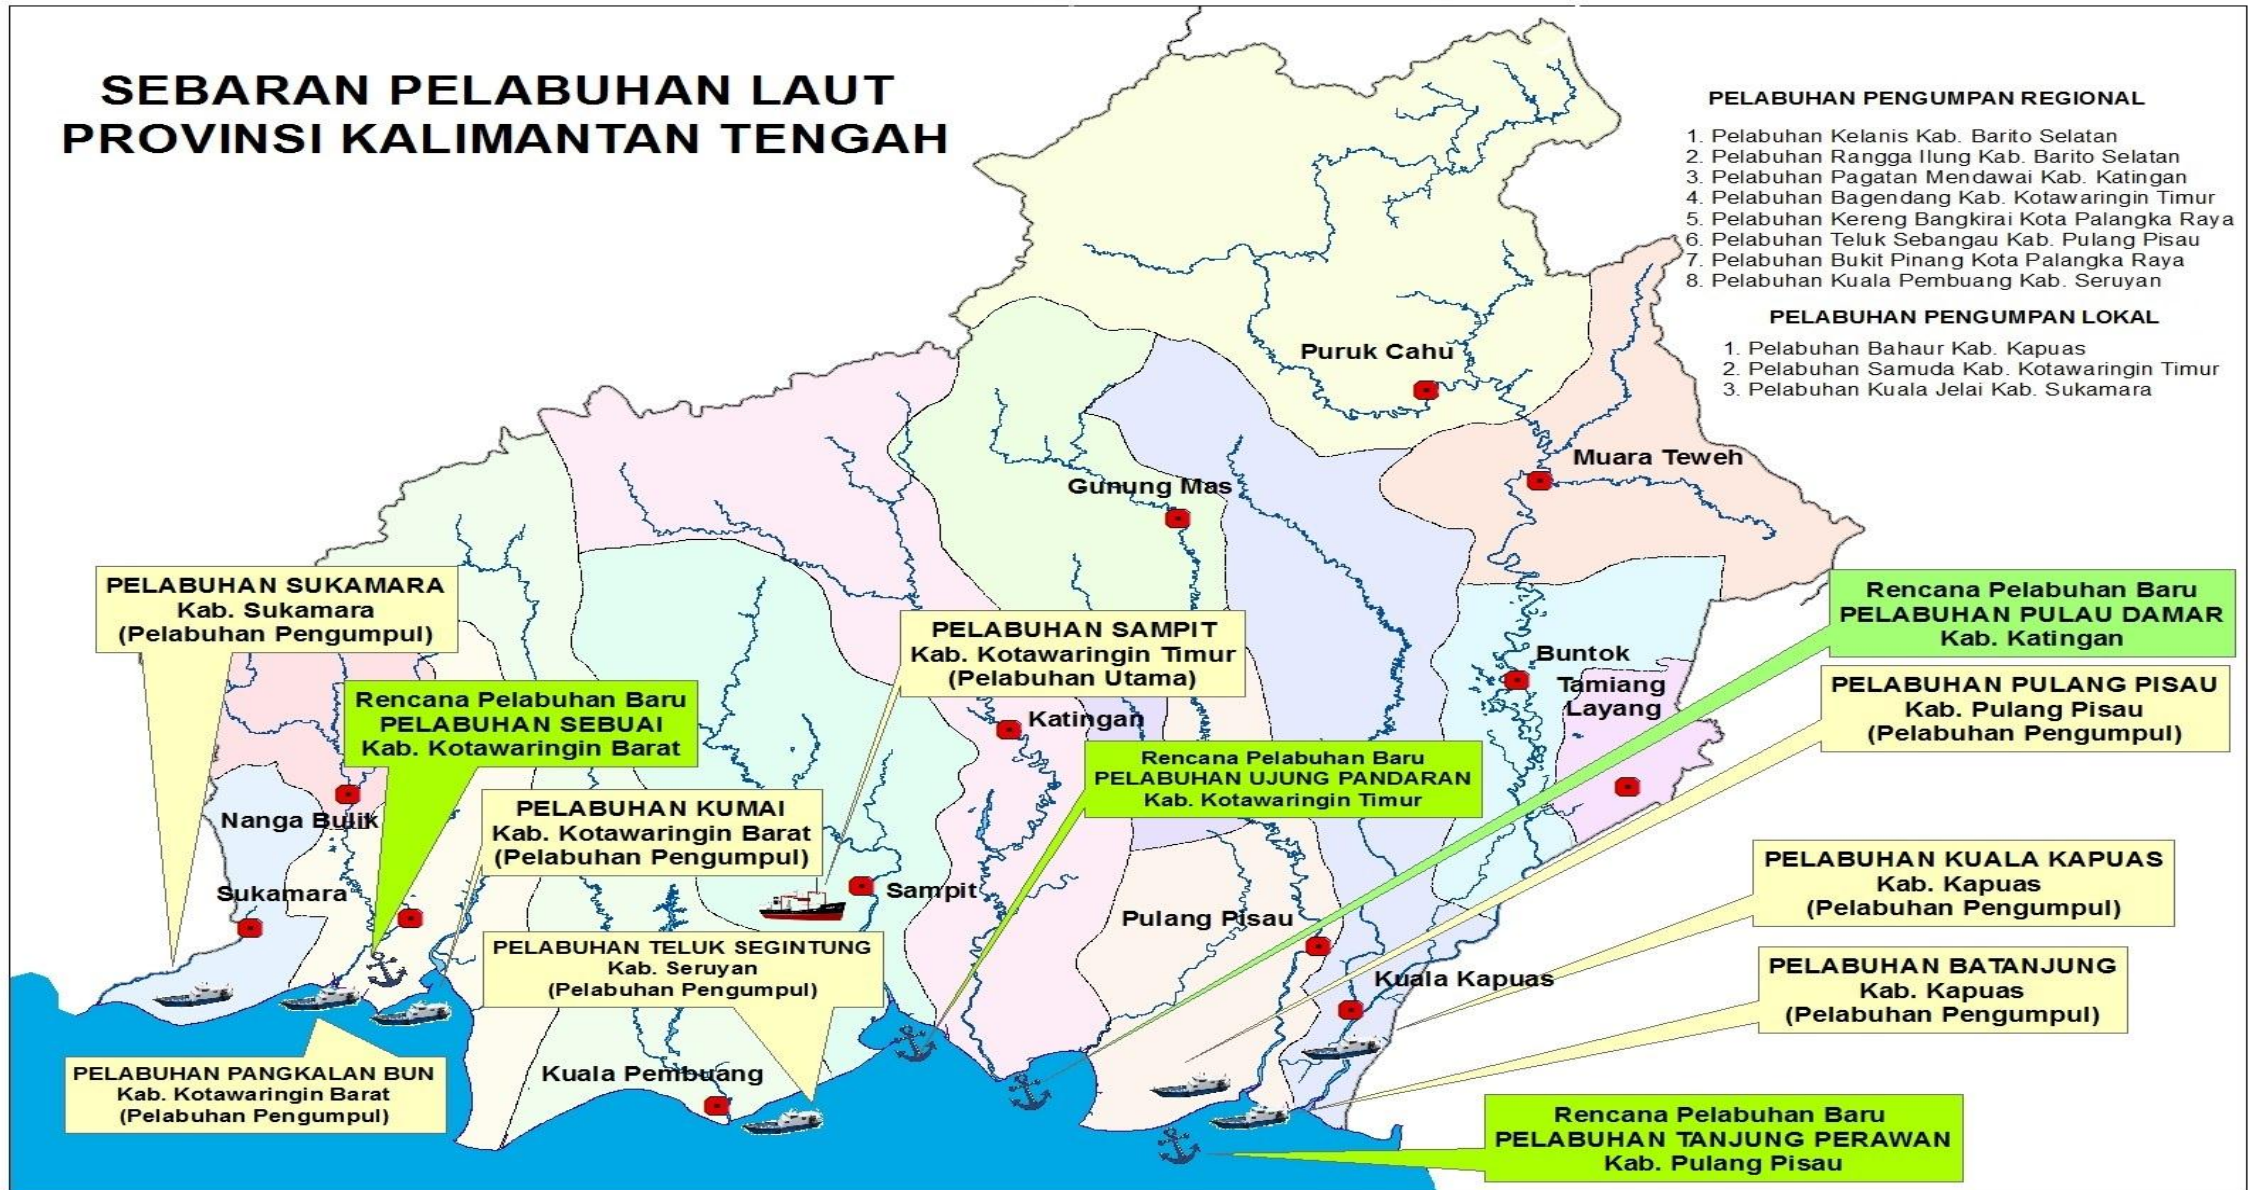 SEBARAN PELABUHAN LAUT
PROVINSI KALIMANTAN TENGAH
PELABUHAN PENGUMPAN REGIONAL
1. Pelabuhan Kelanis Kab. Barito Selatan
2. Pelabuhan Rangga Ilung Kab. Barito Selatan
3. Pelabuhan Pagatan Mendawai Kab. Katingan
4. Pelabuhan Bagendang Kab. Kotawaringin Timur
5. Pelabuhan Kereng Bangkirai Kota Palangka Raya
6. Pelabuhan Teluk Sebangau Kab. Pulang Pisau
7. Pelabuhan Bukit Pinang Kota Palangka Raya
8. Pelabuhan Kuala Pembuang Kab. Seruyan
PELABUHAN PENGUMPAN LOKAL
1. Pelabuhan Bahaur Kab. Kapuas
2. Pelabuhan Samuda Kab. Kotawaringin Timur
3. Pelabuhan Kuala Jelai Kab. Sukamara
Puruk Cahu
Muara Teweh
Gunung Mas
PELABUHAN SUKAMARA
Kab. Sukamara
(Pelabuhan Pengumpul)
Rencana Pelabuhan Baru
PELABUHAN PULAU DAMAR
Kab. Katingan
PELABUHAN SAMPIT
Kab. Kotawaringin Timur
(Pelabuhan Utama)
Buntok
Tamiang
Layang
Rencana Pelabuhan Baru
PELABUHAN SEBUAI
Kab. Kotawaringin Barat
PELABUHAN PULANG PISAU
Kab. Pulang Pisau
(Pelabuhan Pengumpul)
Katingan
Rencana Pelabuhan Baru
PELABUHAN UJUNG PANDARAN
Kab. Kotawaringin Timur
Nanga Bulik
PELABUHAN KUMAI
Kab. Kotawaringin Barat
(Pelabuhan Pengumpul)
PELABUHAN KUALA KAPUAS
Kab. Kapuas
(Pelabuhan Pengumpul)
Sukamara
Sampit
Pulang Pisau
PELABUHAN TELUK SEGINTUNG
Kab. Seruyan
(Pelabuhan Pengumpul)
Kuala Kapuas
PELABUHAN BATANJUNG
Kab. Kapuas
(Pelabuhan Pengumpul)
PELABUHAN PANGKALAN BUN
Kab. Kotawaringin Barat
(Pelabuhan Pengumpul)
Kuala Pembuang
Rencana Pelabuhan Baru
PELABUHAN TANJUNG PERAWAN
Kab. Pulang Pisau